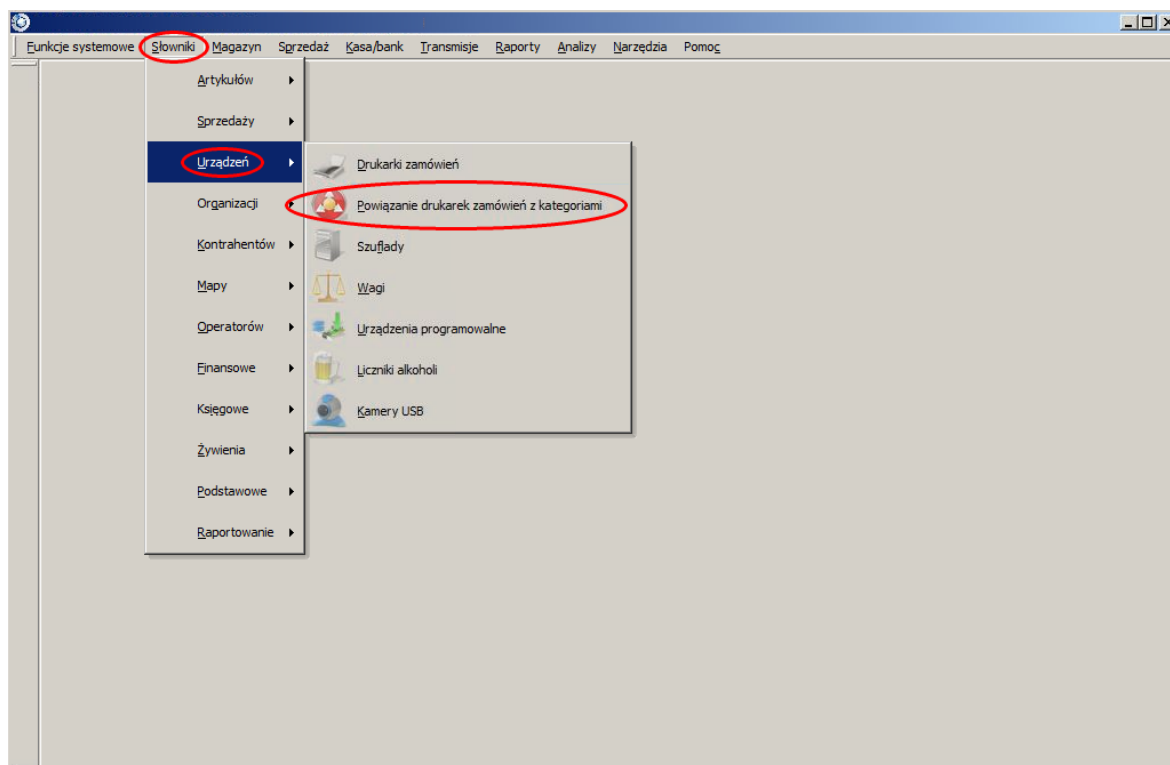 Funkcje systemowe Słowniki Magazyn Sprzedaż Kasa/bank Transmisje Raporty Analizy Narzędzia Pomoc
Artykułów
Sprzedaży
Urządzeń
Organizacji
Kontrahentów
Mapy
Operatorów
Finansowe
Księgowe
Żywienia
Podstawowe
Raportowanie
Drukarki zamówień
Powiązanie drukarek zamówień z kategoriami
Szuflady
Wagi
Urządzenia programowalne
Liczniki alkoholi
Kamery USB